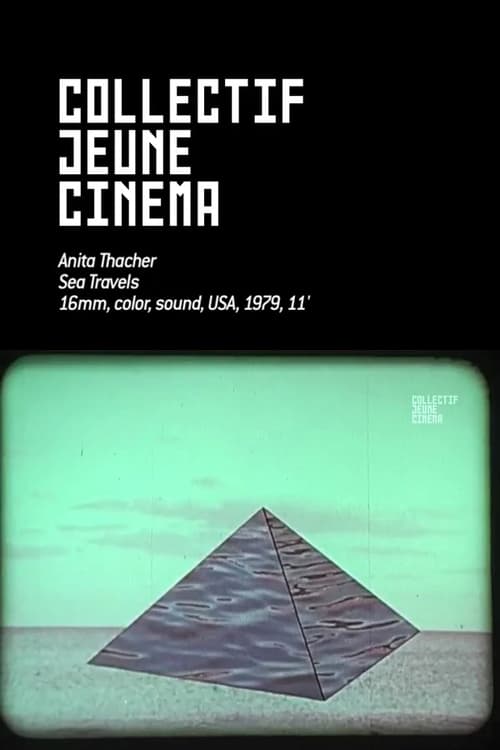 COLLECTIF
JEUNE
CINEMA
Anita Thacher
Sea Travels
16mm, color, sound, USA, 1979, 11'
COLLECTIF
JEUNE
CINEMA